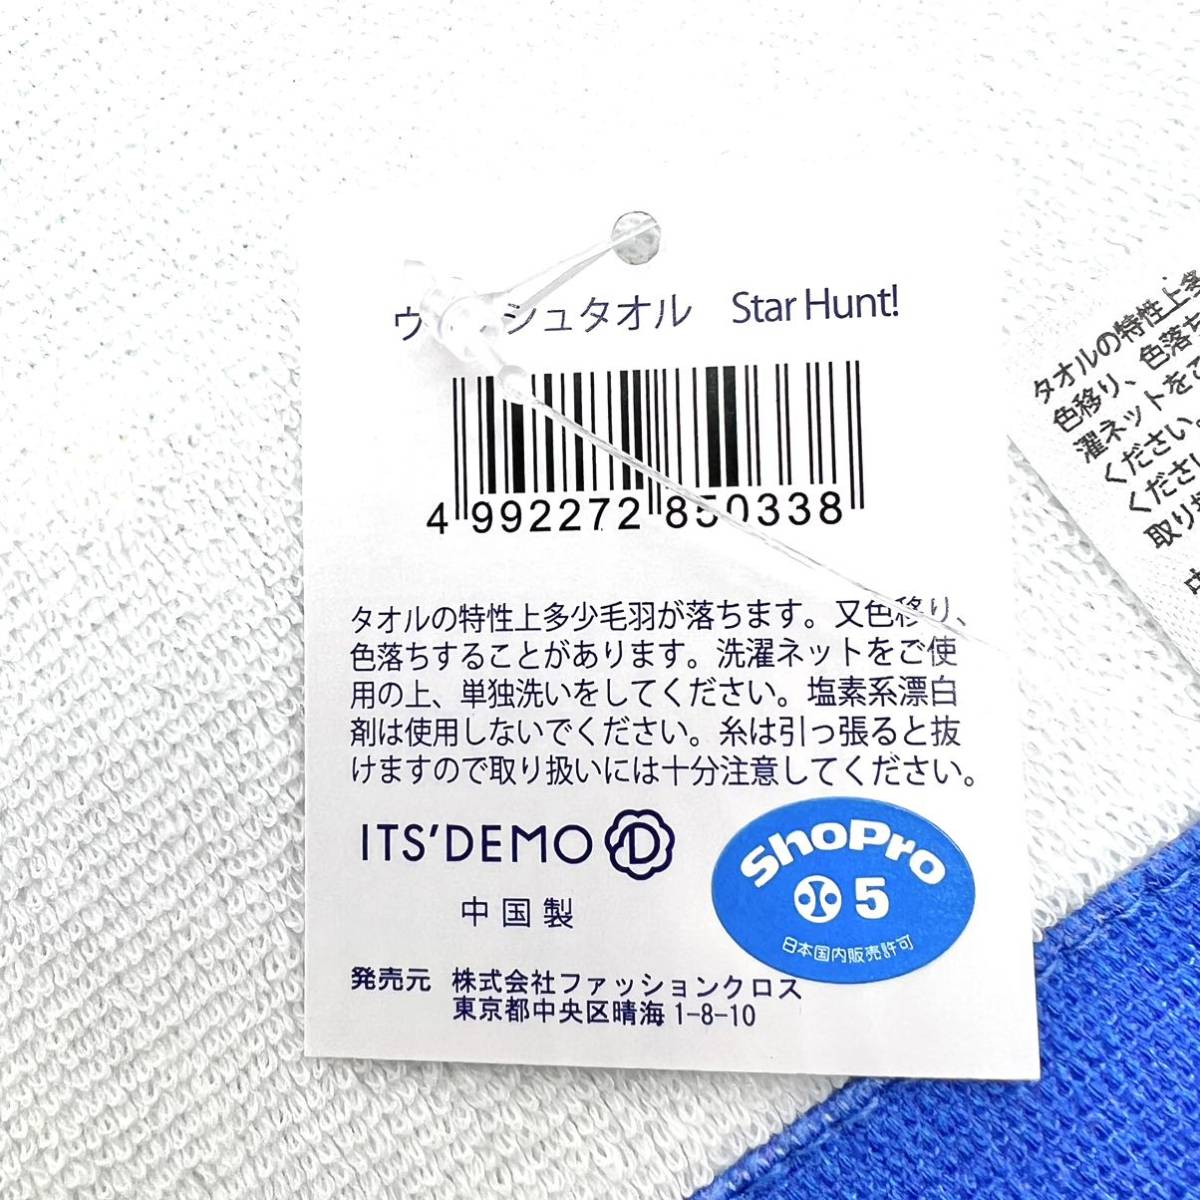 シュタオル Star Hunt!
4 992272 850338
タオルの特性上多少毛羽が落ちます。又色移り、
色落ちすることがあります。洗濯ネットをご使
用の上、単独洗いをしてください。塩素系漂白
剤は使用しないでください。糸は引っ張ると抜
けますので取り扱いには十分注意してください。
ITS'DEMO D
中国製
ShoPro
5
日本国内販売許可
発売元 株式会社ファッションクロス
東京都中央区晴海1-8-10
タオルの特性上多
色移り、色落ち
濯ネットをご
ください。
ください
取り